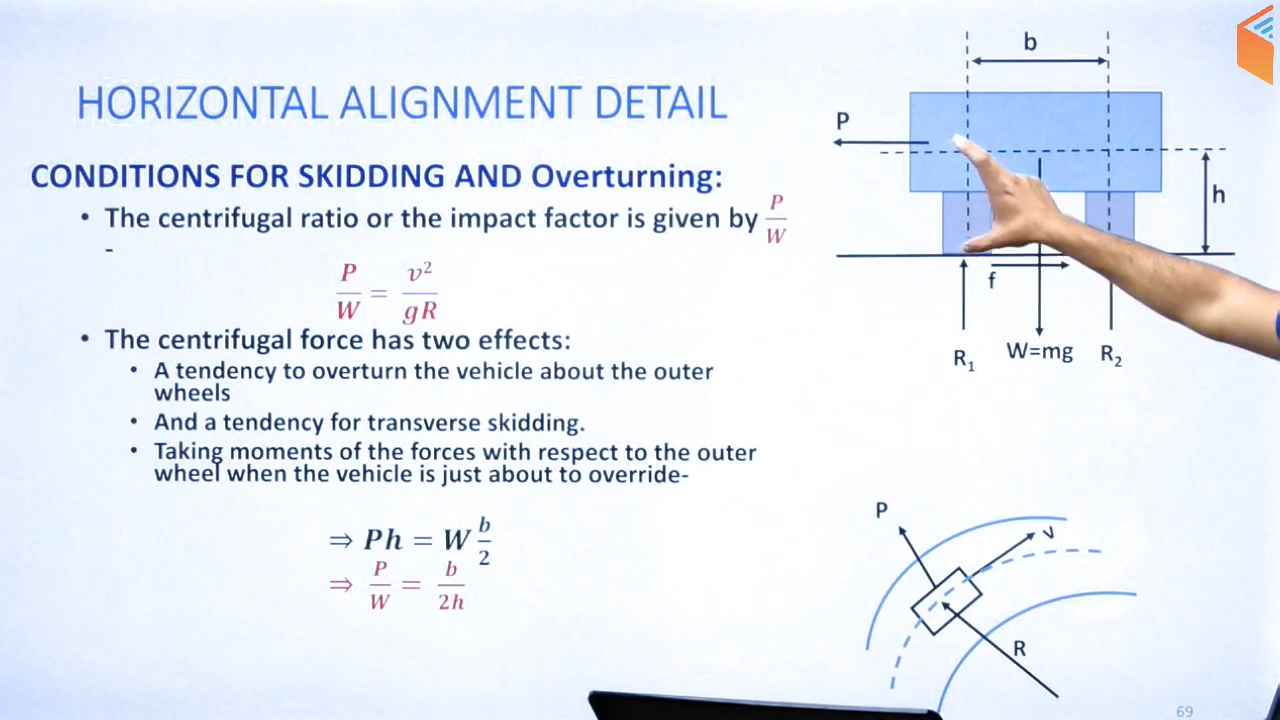 HORIZONTAL ALIGNMENT DETAIL
CONDITIONS FOR SKIDDING AND Overturning:
• The centrifugal ratio or the impact factor is given by P/W
-
P/W = v²/gR
• The centrifugal force has two effects:
• A tendency to overturn the vehicle about the outer
wheels
• And a tendency for transverse skidding.
• Taking moments of the forces with respect to the outer
wheel when the vehicle is just about to override-
⇒ Ph = W b/2
⇒ P/W = b/2h
b
P
h
f
R₁
W=mg
R₂
P
v
R
69